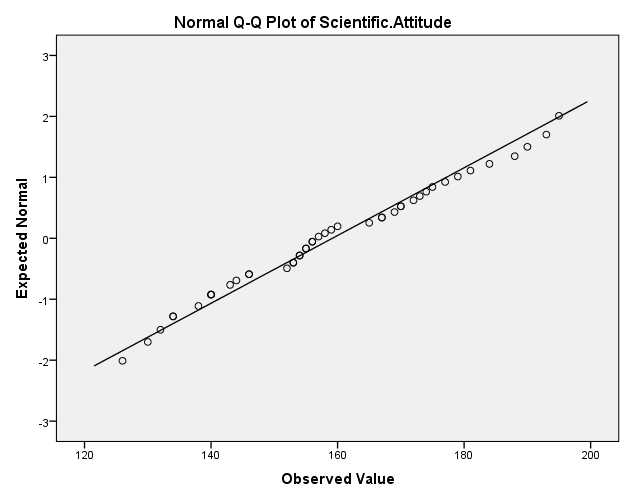 Normal Q-Q Plot of Scientific.Attitude
3
2
1
0
-1
-2
-3
Expected Normal
120 140 160 180 200
Observed Value